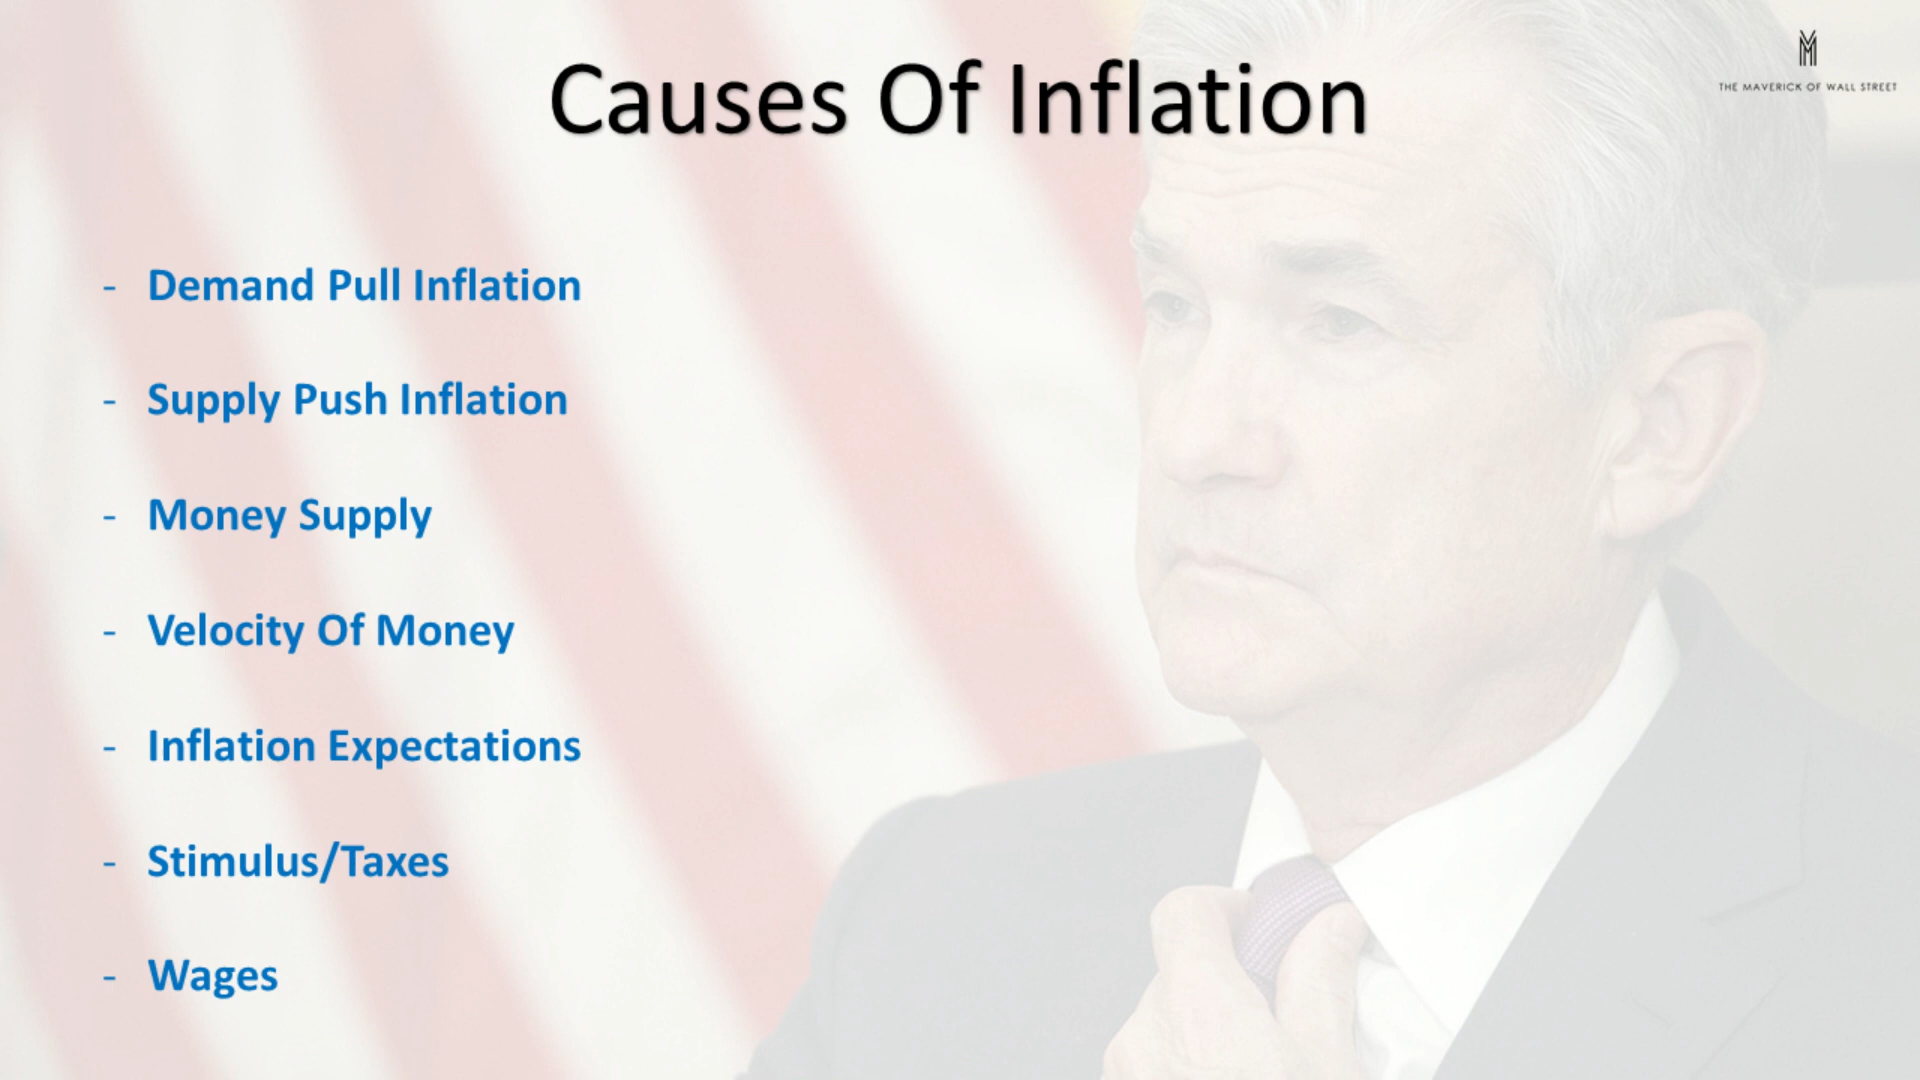 Causes Of Inflation
THE MAVERICK OF WALL STREET
- Demand Pull Inflation
- Supply Push Inflation
- Money Supply
- Velocity Of Money
- Inflation Expectations
- Stimulus/Taxes
- Wages